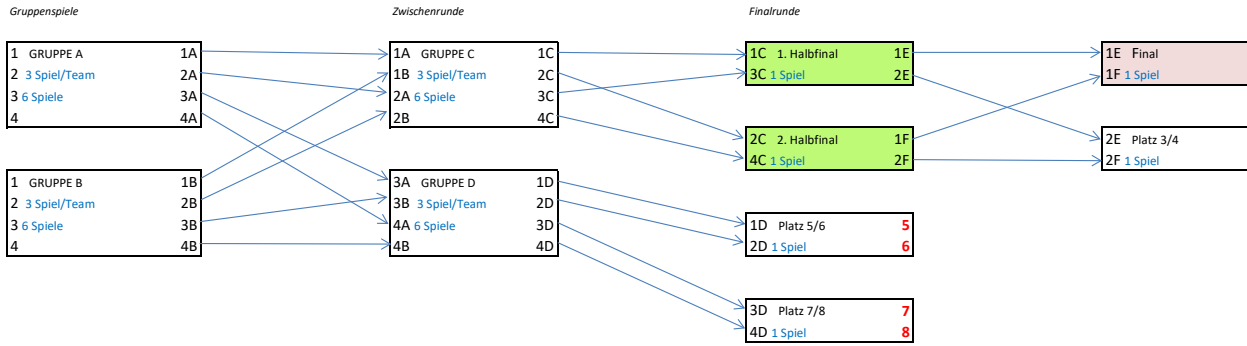 Gruppenspiele
Zwischenrunde
Finalrunde
1 GRUPPE A 1A
2 3 Spiel/Team 2A
3 6 Spiele 3A
4 4A
1 GRUPPE B 1B
2 3 Spiel/Team 2B
3 6 Spiele 3B
4 4B
1A GRUPPE C 1C
1B 3 Spiel/Team 2C
2A 6 Spiele 3C
2B 4C
3A GRUPPE D 1D
3B 3 Spiel/Team 2D
4A 6 Spiele 3D
4B 4D
1C 1. Halbfinal 1E
3C 1 Spiel 2E
2C 2. Halbfinal 1F
4C 1 Spiel 2F
1D Platz 5/6 5
2D 1 Spiel 6
3D Platz 7/8 7
4D 1 Spiel 8
1E Final
1F 1 Spiel
2E Platz 3/4
2F 1 Spiel